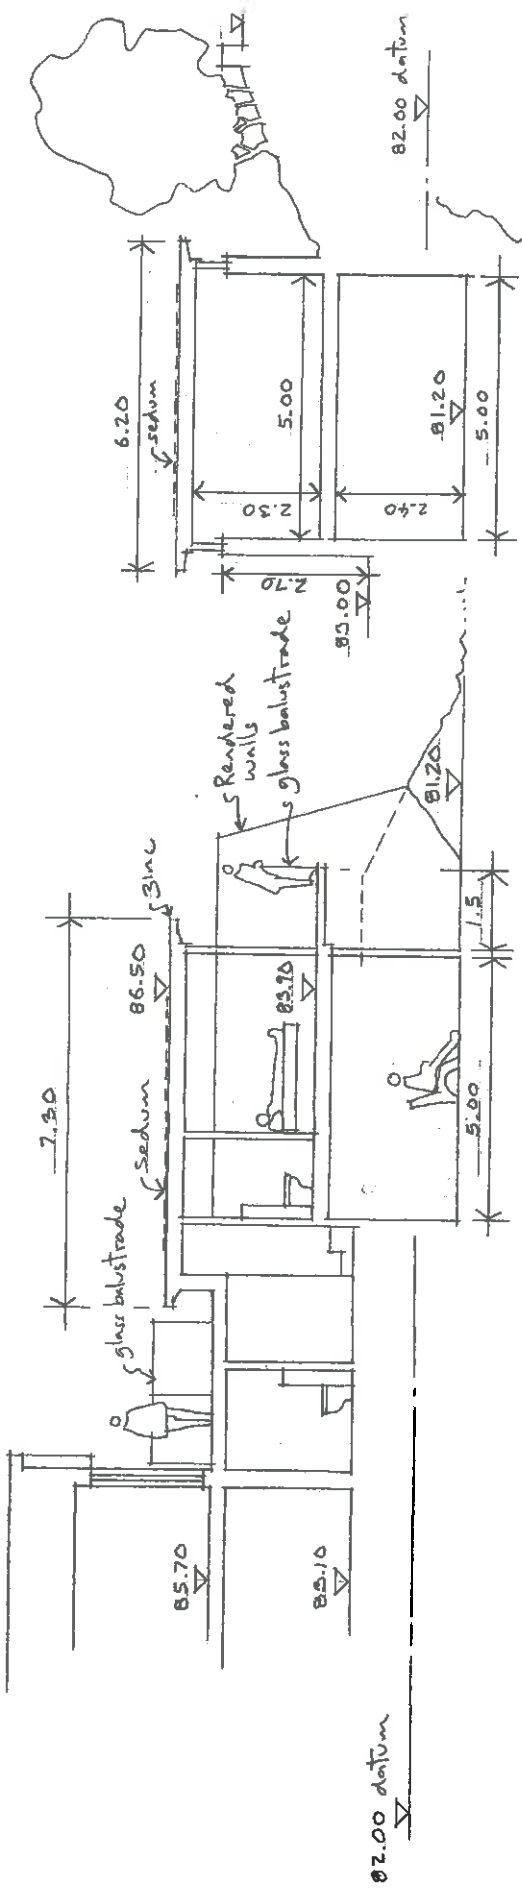 glass balustrade
7.30
Sedum
86.50
Zinc
Rendered
walls
glass balustrade
85.70
83.90
83.10
81.20
5.00
1.5
82.00 datum
6.20
sedum
2.30
2.70
5.00
83.00
2.40
81.20
5.00
82.00 datum